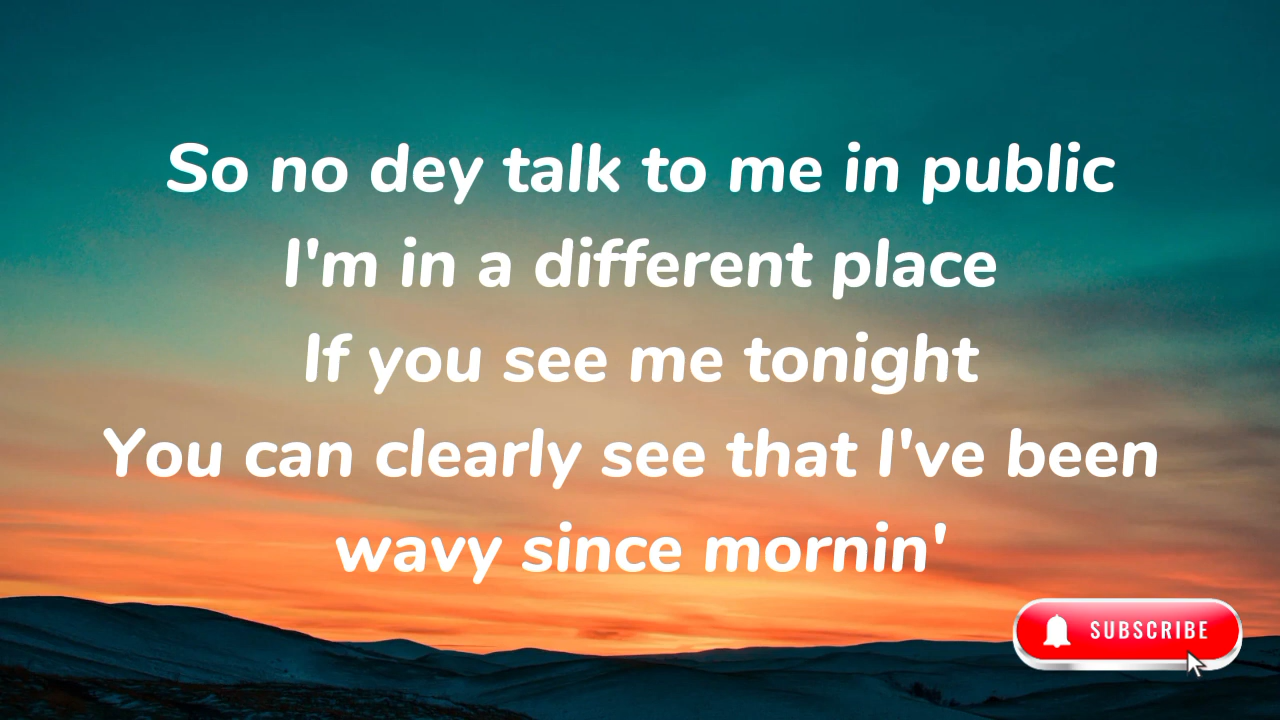 So no dey talk to me in public
I'm in a different place
If you see me tonight
You can clearly see that I've been
wavy since mornin'
SUBSCRIBE